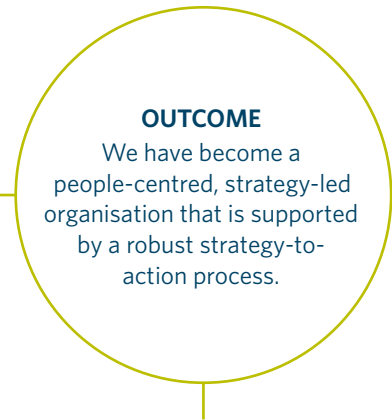 OUTCOME
We have become a
people-centred, strategy-led
organisation that is supported
by a robust strategy-to-
action process.